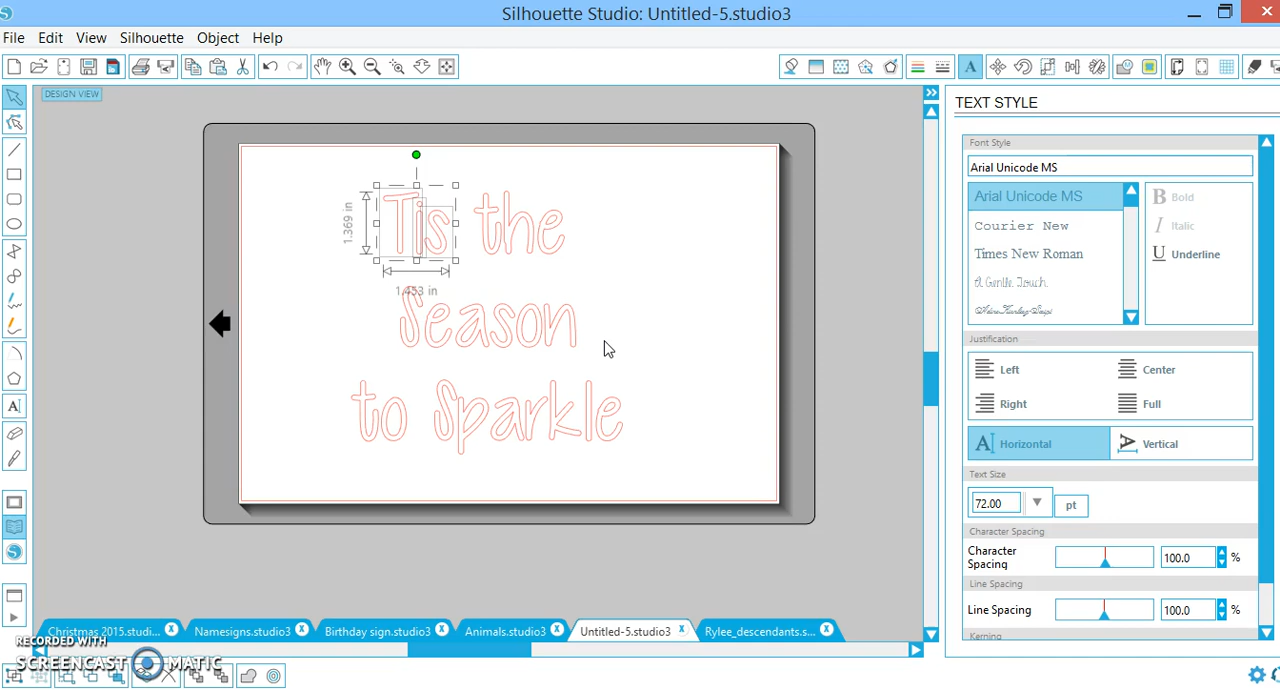 Silhouette Studio: Untitled-5.studio3
File Edit View Silhouette Object Help
DESIGN VIEW
1.369 in
Tis the
1.453 in
Season
to Sparkle
TEXT STYLE
Font Style
Arial Unicode MS
Arial Unicode MS
Courier New
Times New Roman
A Gentle Touch
B Bold
I Italic
U Underline
Justification
Left
Center
Right
Full
A Horizontal
A Vertical
Text Size
72.00
pt
Character Spacing
Character Spacing
100.0 %
Line Spacing
Line Spacing
100.0 %
Kerning
Christmas 2015.studi... x
Namesigns.studio3 x
Birthday sign.studio3 x
Animals.studio3 x
Untitled-5.studio3 x
Rylee_descendants.s... x
RECORDED WITH
SCREENCAST MATIC